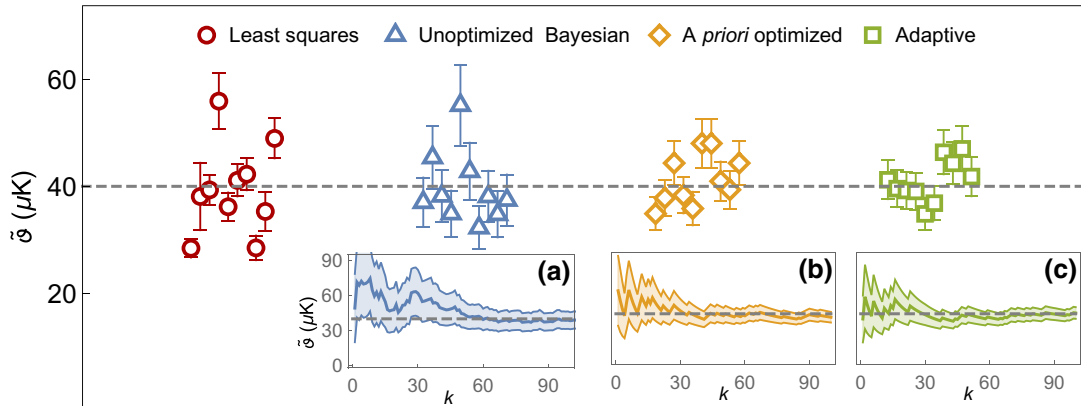 Least squares
Unoptimized Bayesian
A priori optimized
Adaptive
60
40
20
ϑ̃ (μK)
(a)
(b)
(c)
90
60
30
0
ϑ̃ (μK)
0 30 60 90
k
0 30 60 90
k
0 30 60 90
k